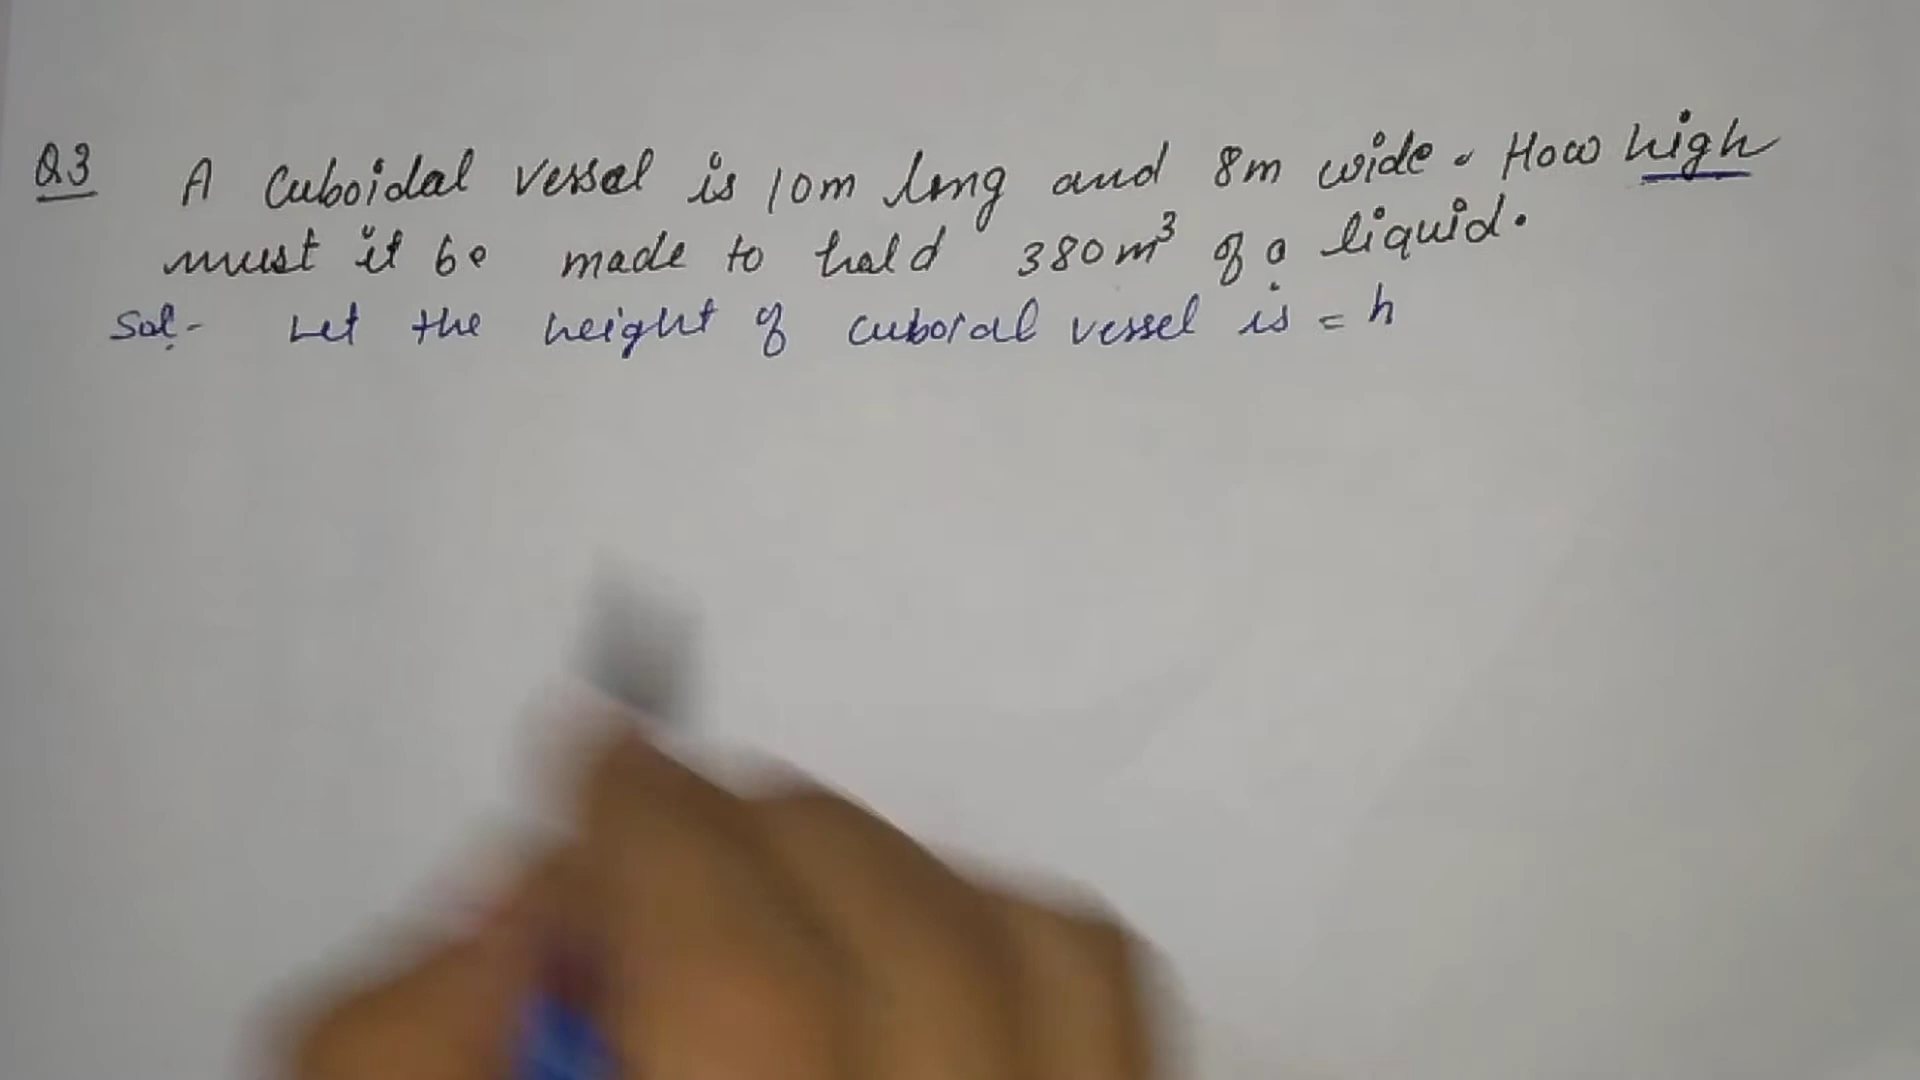 Q3 A Cuboidal vessel is 10m long and 8m wide. How high
must it be made to hold 380m³ of a liquid.
Sol.- Let the height of cuboidal vessel is = h